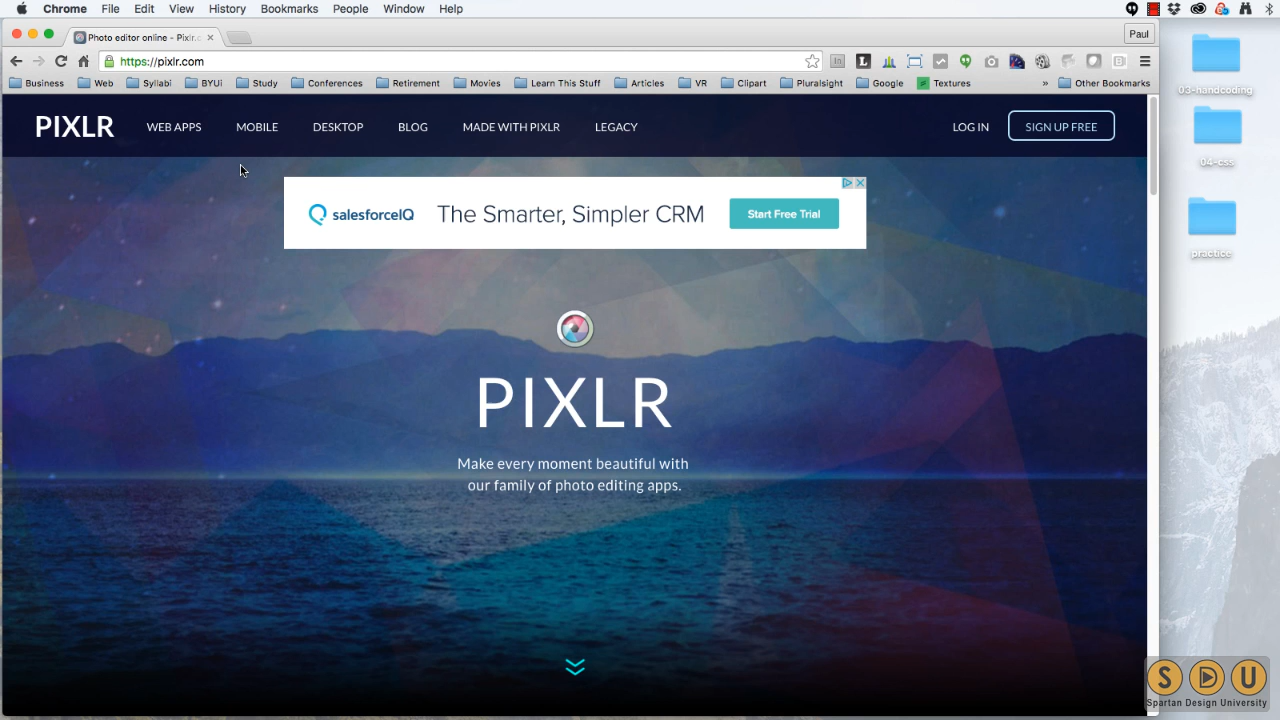 Chrome File Edit View History Bookmarks People Window Help
Photo editor online - Pixlr.c
Paul
https://pixlr.com
Business Web Syllabi BYUi Study Conferences Retirement Movies Learn This Stuff Articles VR Clipart Pluralsight Google Textures » Other Bookmarks
03-handcoding
04-css
practice
PIXLR WEB APPS MOBILE DESKTOP BLOG MADE WITH PIXLR LEGACY LOG IN SIGN UP FREE
salesforceIQ The Smarter, Simpler CRM Start Free Trial
PIXLR
Make every moment beautiful with
our family of photo editing apps.
S D U
Spartan Design University